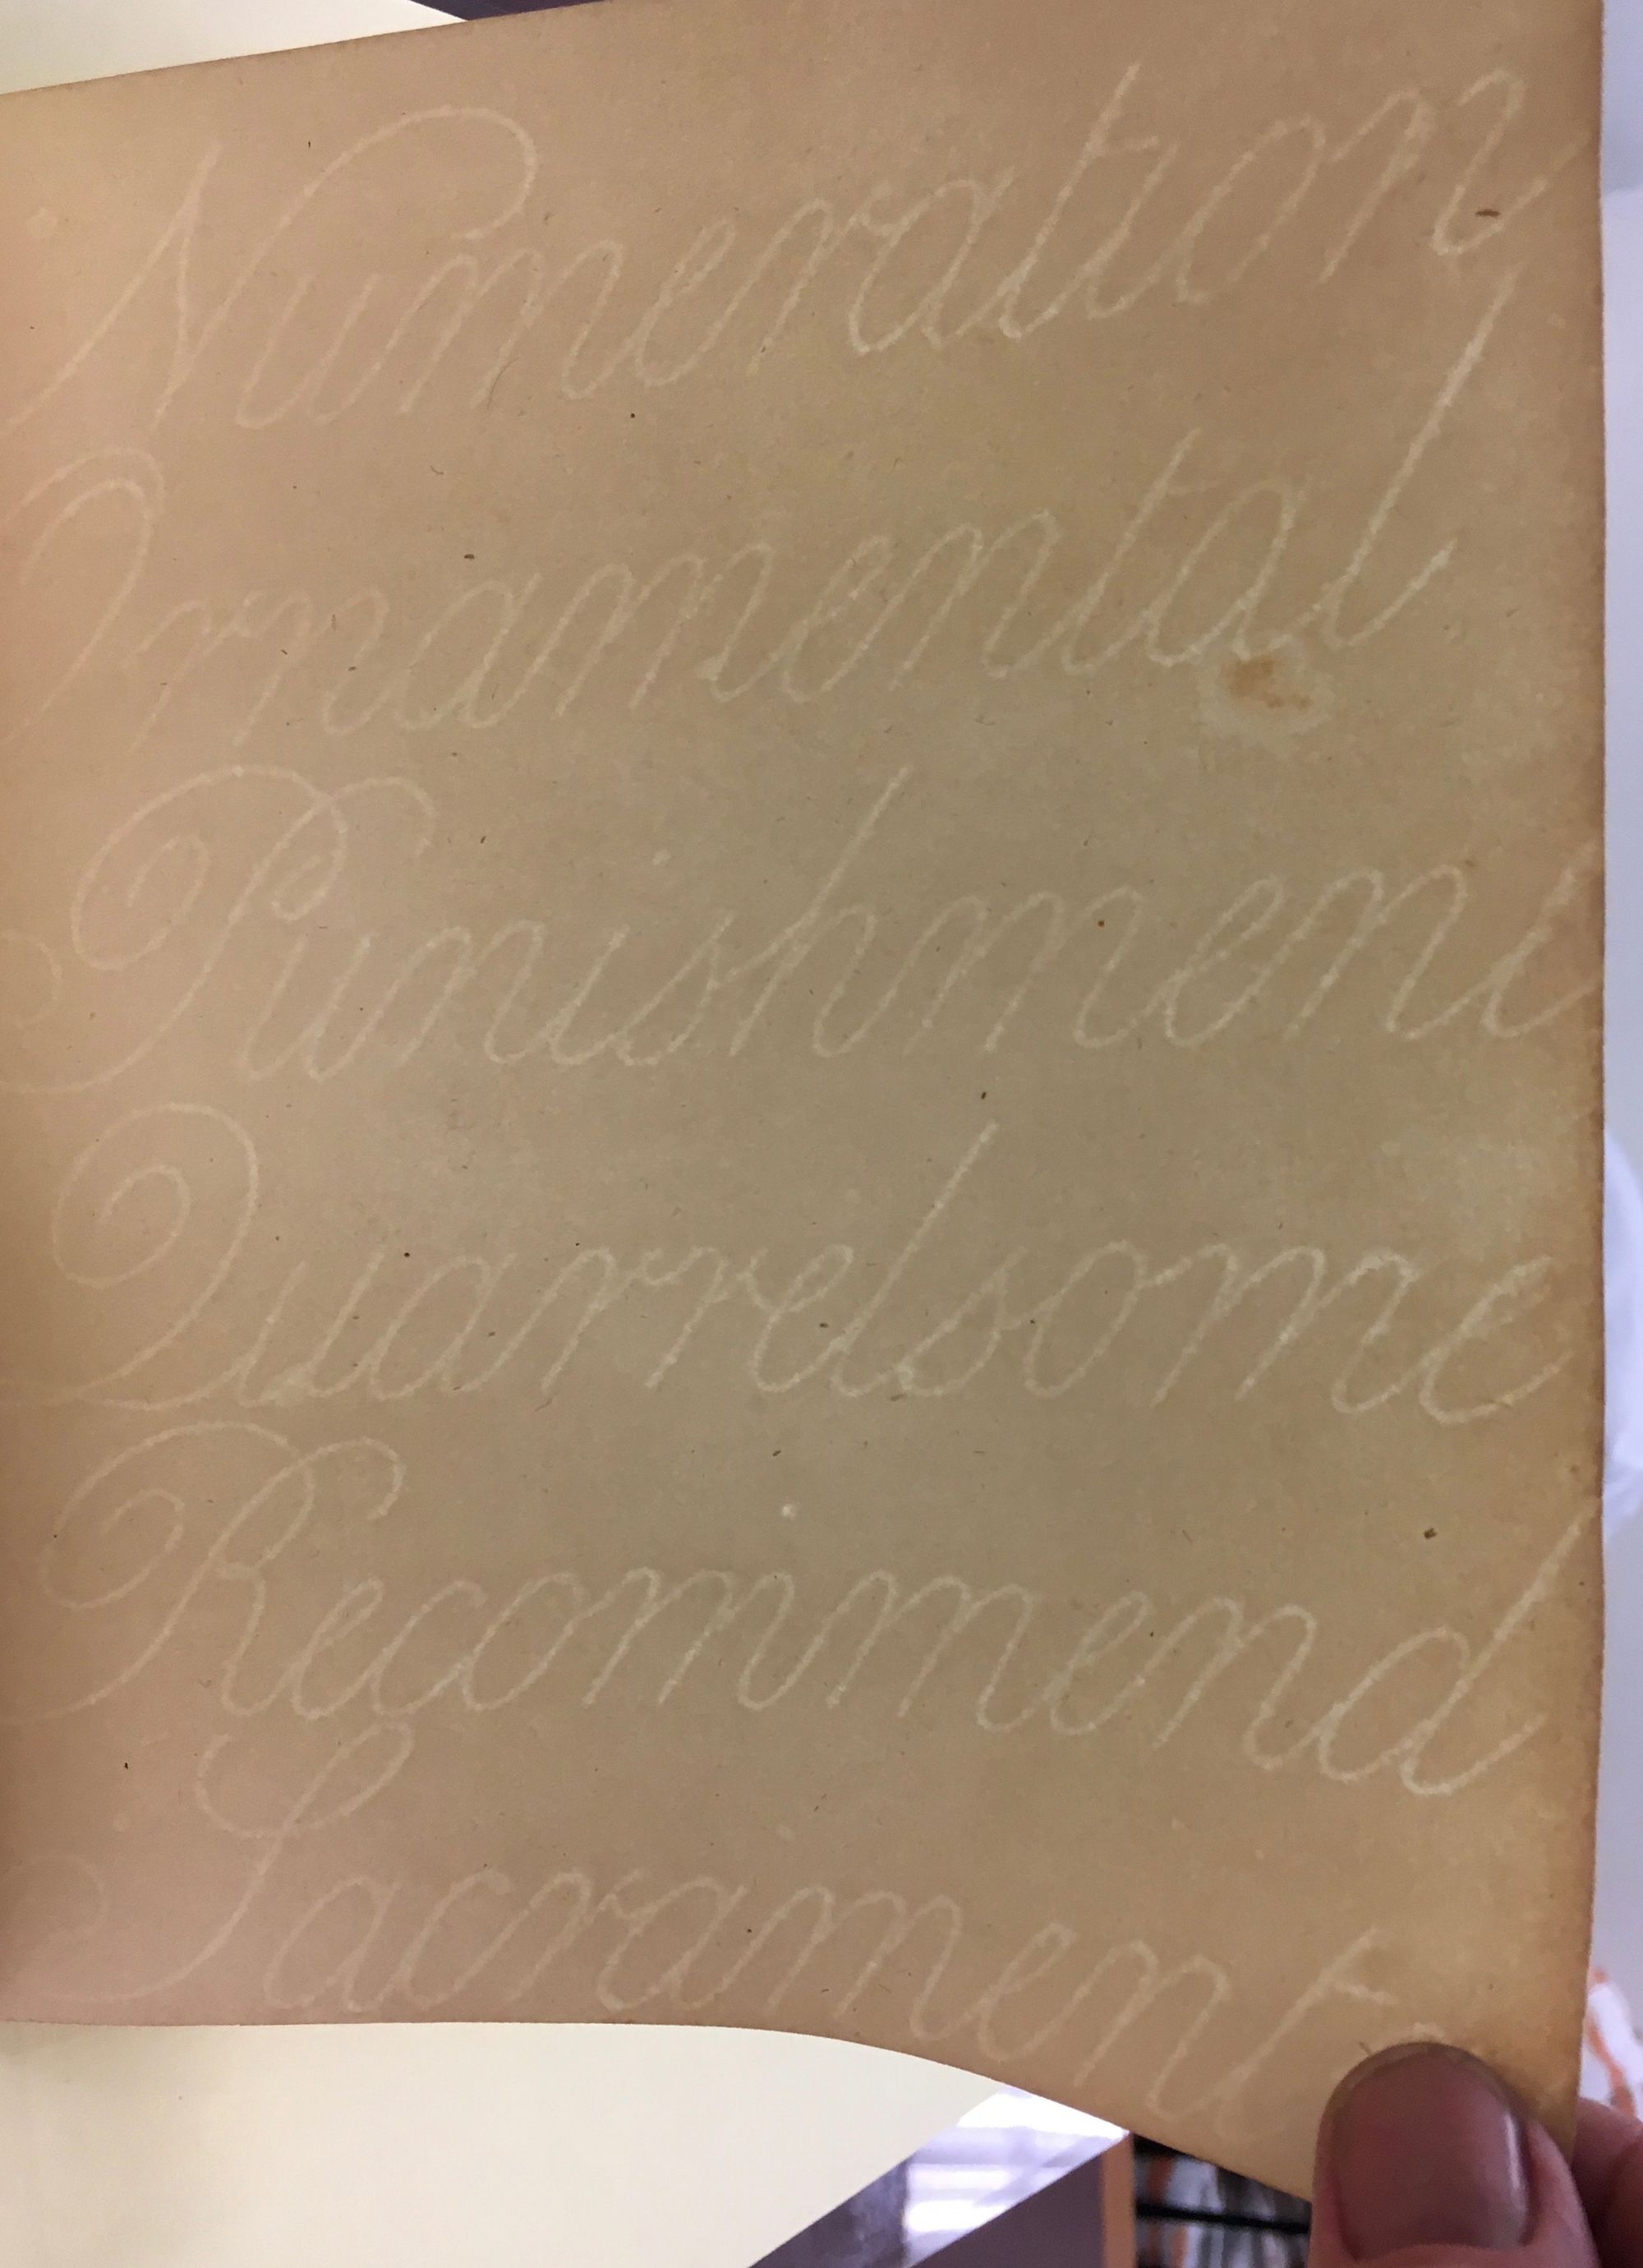 Numeration
Ornamental
Punishment
Quarrelsome
Recommend
Sacrament